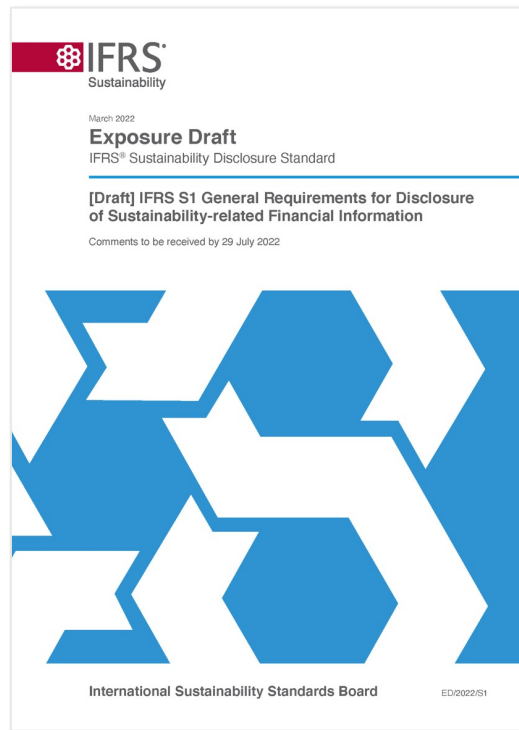 IFRS®
Sustainability
March 2022
Exposure Draft
IFRS® Sustainability Disclosure Standard
[Draft] IFRS S1 General Requirements for Disclosure
of Sustainability-related Financial Information
Comments to be received by 29 July 2022
International Sustainability Standards Board
ED/2022/S1